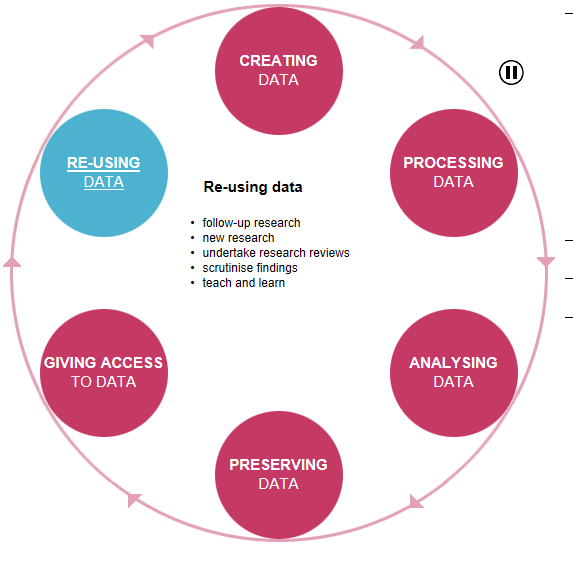 CREATING
DATA
PROCESSING
DATA
ANALYSING
DATA
PRESERVING
DATA
GIVING ACCESS
TO DATA
RE-USING
DATA
Re-using data
• follow-up research
• new research
• undertake research reviews
• scrutinise findings
• teach and learn